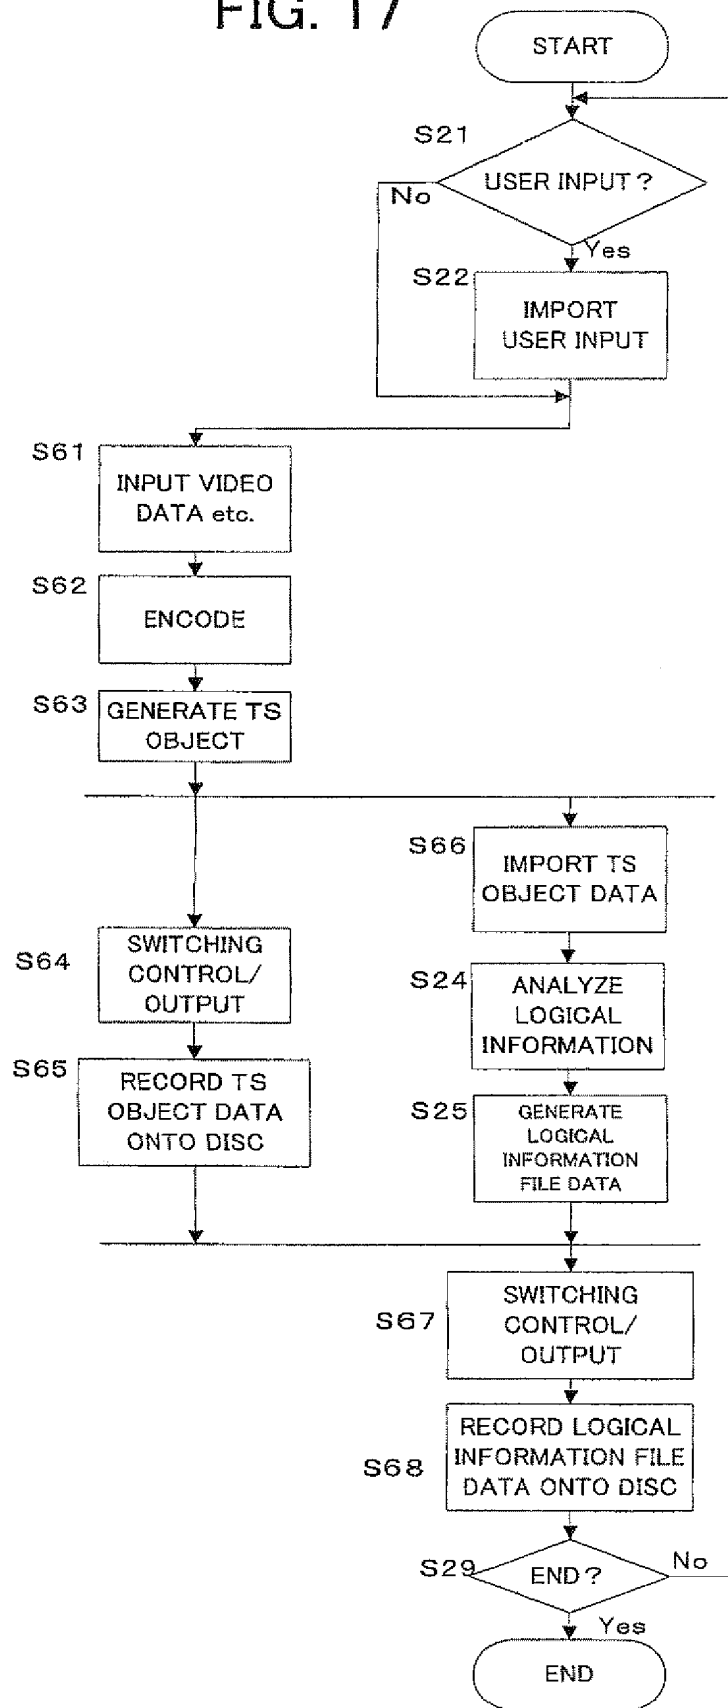 FIG. 17
START
S21
USER INPUT?
No
Yes
S22
IMPORT
USER INPUT
S61
INPUT VIDEO
DATA etc.
S62
ENCODE
S63
GENERATE TS
OBJECT
S66
IMPORT TS
OBJECT DATA
S64
SWITCHING
CONTROL/
OUTPUT
S24
ANALYZE
LOGICAL
INFORMATION
S65
RECORD TS
OBJECT DATA
ONTO DISC
S25
GENERATE
LOGICAL
INFORMATION
FILE DATA
S67
SWITCHING
CONTROL/
OUTPUT
S68
RECORD LOGICAL
INFORMATION FILE
DATA ONTO DISC
S29
END?
No
Yes
END